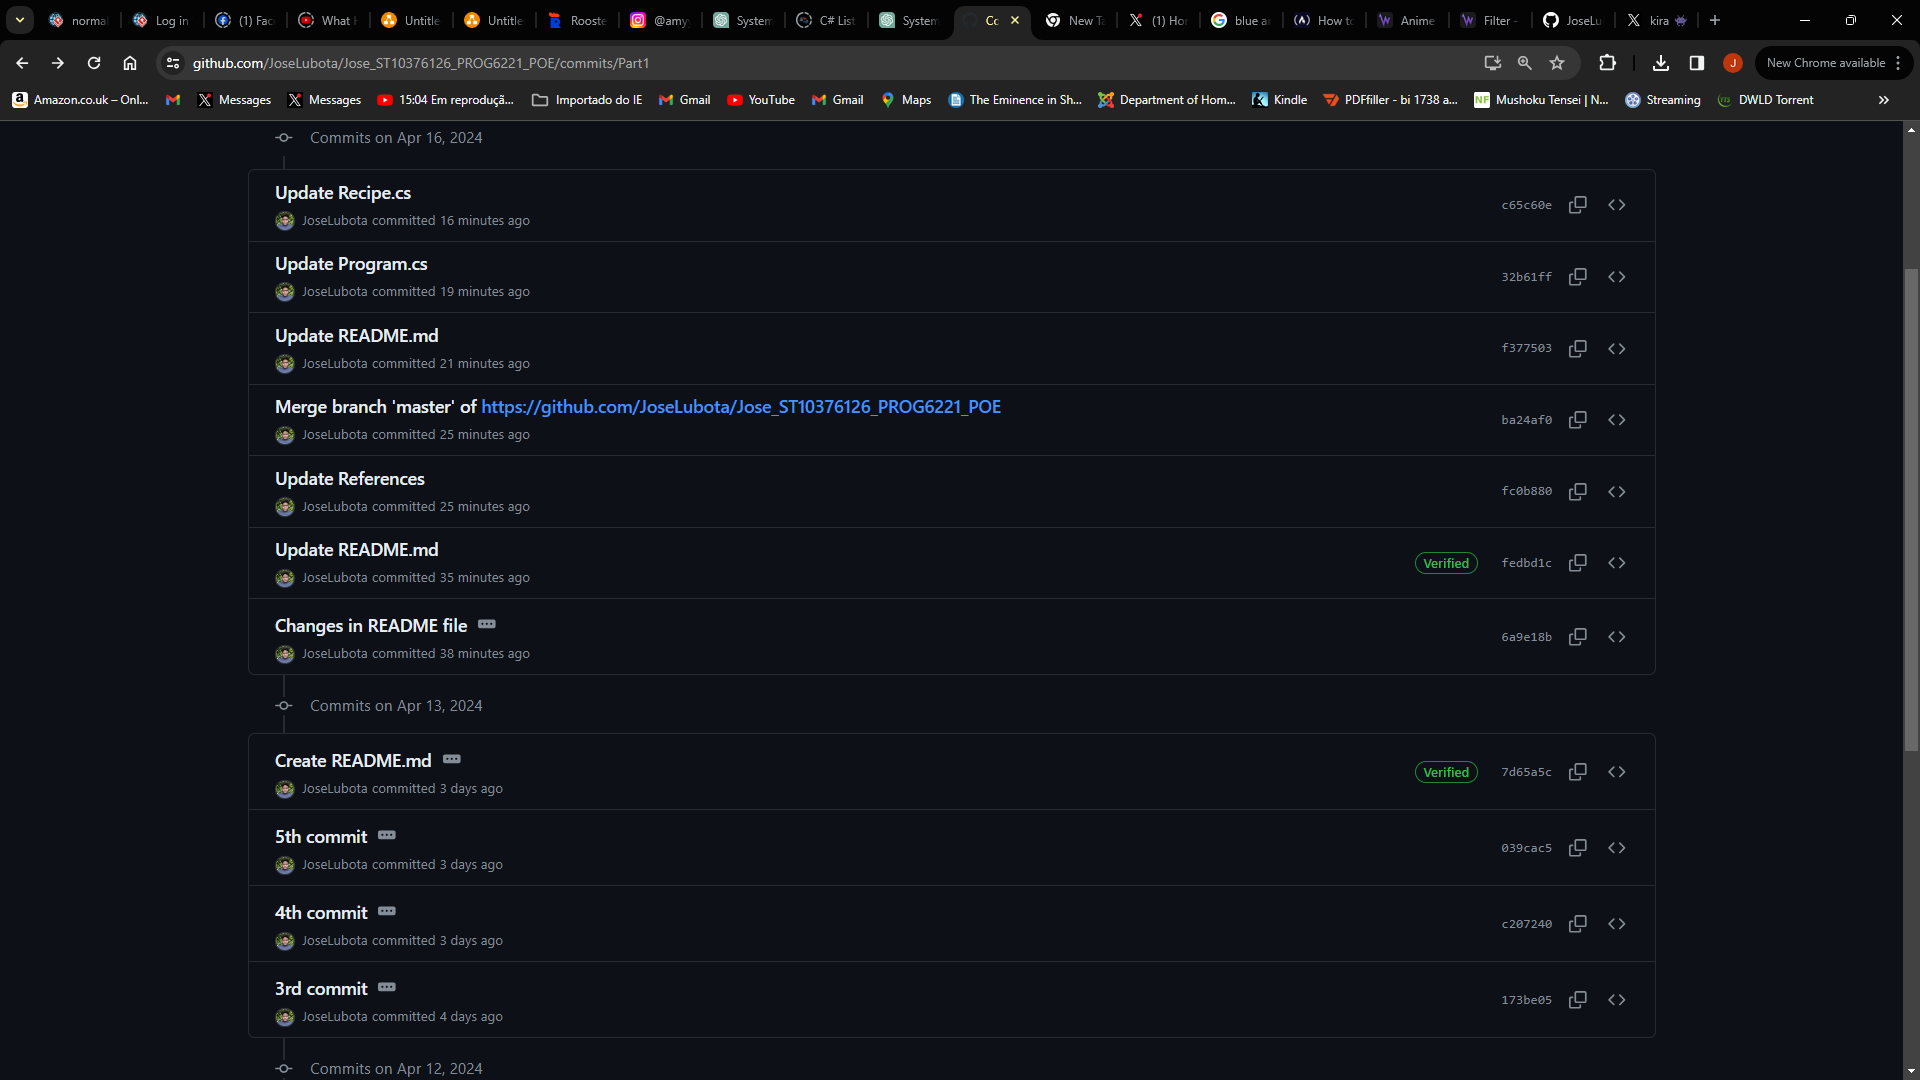 norma
Log in
(1) Fac
What H
Untitle
Untitle
Rooste
@amy
System
C# List
System
Co
New Ta
(1) Ho
blue a
How to
Anime
Filter -
JoseLu
kira
github.com/JoseLubota/Jose_ST10376126_PROG6221_POE/commits/Part1
J
New Chrome available
Amazon.co.uk – Onl...
Messages
Messages
15:04 Em reproduçã...
Importado do IE
Gmail
YouTube
Gmail
Maps
The Eminence in Sh...
Department of Hom...
Kindle
PDFfiller - bi 1738 a...
NF
Mushoku Tensei | N...
Streaming
DWLD Torrent
Commits on Apr 16, 2024
Update Recipe.cs
JoseLubota committed 16 minutes ago
c65c60e
Update Program.cs
JoseLubota committed 19 minutes ago
32b61ff
Update README.md
JoseLubota committed 21 minutes ago
f377503
Merge branch 'master' of https://github.com/JoseLubota/Jose_ST10376126_PROG6221_POE
JoseLubota committed 25 minutes ago
ba24af0
Update References
JoseLubota committed 25 minutes ago
fc0b880
Update README.md
JoseLubota committed 35 minutes ago
Verified
fedbd1c
Changes in README file
JoseLubota committed 38 minutes ago
6a9e18b
Commits on Apr 13, 2024
Create README.md
JoseLubota committed 3 days ago
Verified
7d65a5c
5th commit
JoseLubota committed 3 days ago
039cac5
4th commit
JoseLubota committed 3 days ago
c207240
3rd commit
JoseLubota committed 4 days ago
173be05
Commits on Apr 12, 2024